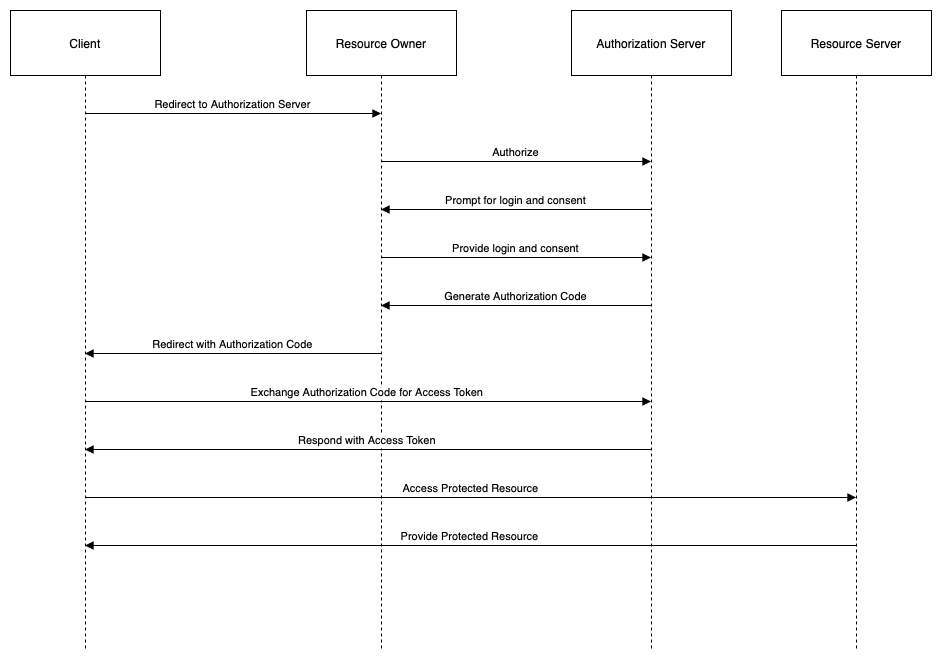 Client
Resource Owner
Authorization Server
Resource Server
Redirect to Authorization Server
Authorize
Prompt for login and consent
Provide login and consent
Generate Authorization Code
Redirect with Authorization Code
Exchange Authorization Code for Access Token
Respond with Access Token
Access Protected Resource
Provide Protected Resource